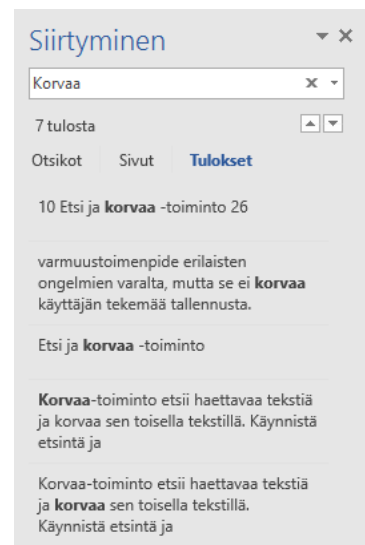 Siirtyminen
Korvaa
7 tulosta
Otsikot Sivut Tulokset
10 Etsi ja korvaa -toiminto 26
varmuustoimenpide erilaisten
ongelmien varalta, mutta se ei korvaa
käyttäjän tekemää tallennusta.
Etsi ja korvaa -toiminto
Korvaa-toiminto etsii haettavaa tekstiä
ja korvaa sen toisella tekstillä. Käynnistä
etsintä ja
Korvaa-toiminto etsii haettavaa tekstiä
ja korvaa sen toisella tekstillä.
Käynnistä etsintä ja